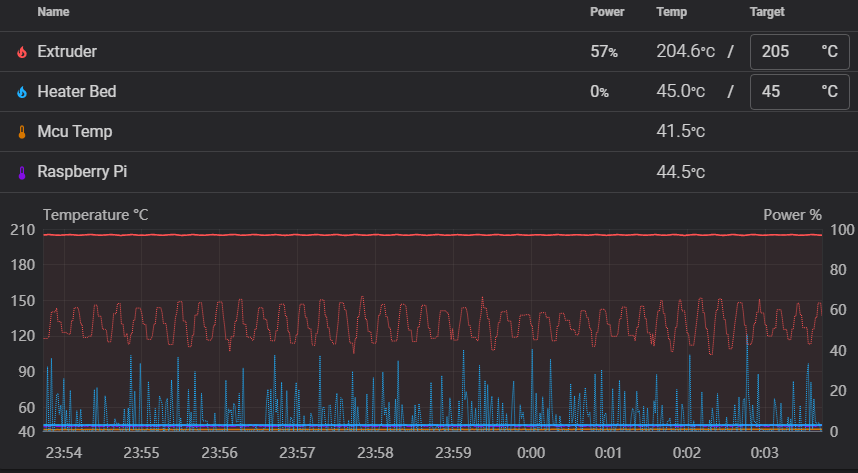 Name Power Temp Target
Extruder 57% 204.6°C / 205 °C
Heater Bed 0% 45.0°C / 45 °C
Mcu Temp 41.5°C
Raspberry Pi 44.5°C
Temperature °C Power %
210 100
180 80
150 60
120 40
90 20
60 0
40
23:54 23:55 23:56 23:57 23:58 23:59 0:00 0:01 0:02 0:03